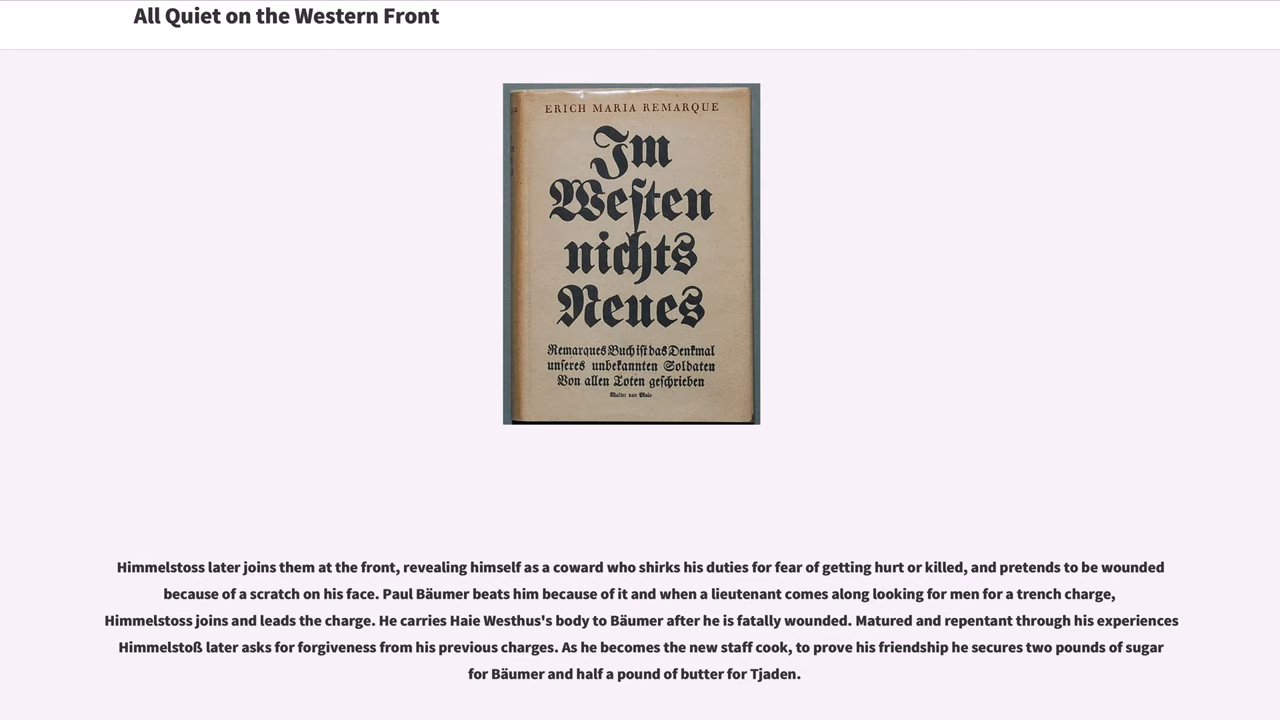 All Quiet on the Western Front
ERICH MARIA REMARQUE
Im
Weſten
nichts
Neues
Remarques Buch iſt das Denkmal
unſeres unbekannten Soldaten
Von allen Toten geſchrieben
Walter von Molo
Himmelstoss later joins them at the front, revealing himself as a coward who shirks his duties for fear of getting hurt or killed, and pretends to be wounded
because of a scratch on his face. Paul Bäumer beats him because of it and when a lieutenant comes along looking for men for a trench charge,
Himmelstoss joins and leads the charge. He carries Haie Westhus's body to Bäumer after he is fatally wounded. Matured and repentant through his experiences
Himmelstoß later asks for forgiveness from his previous charges. As he becomes the new staff cook, to prove his friendship he secures two pounds of sugar
for Bäumer and half a pound of butter for Tjaden.